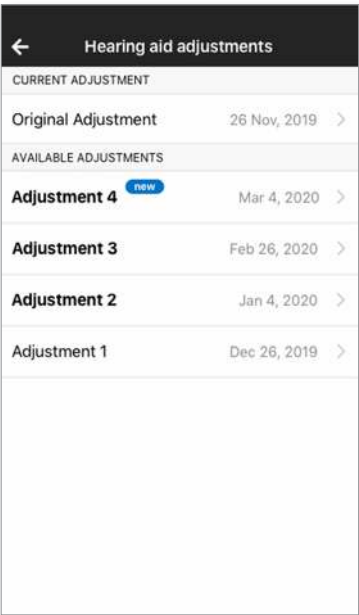 Hearing aid adjustments
CURRENT ADJUSTMENT
Original Adjustment 26 Nov, 2019
AVAILABLE ADJUSTMENTS
Adjustment 4 new Mar 4, 2020
Adjustment 3 Feb 26, 2020
Adjustment 2 Jan 4, 2020
Adjustment 1 Dec 26, 2019